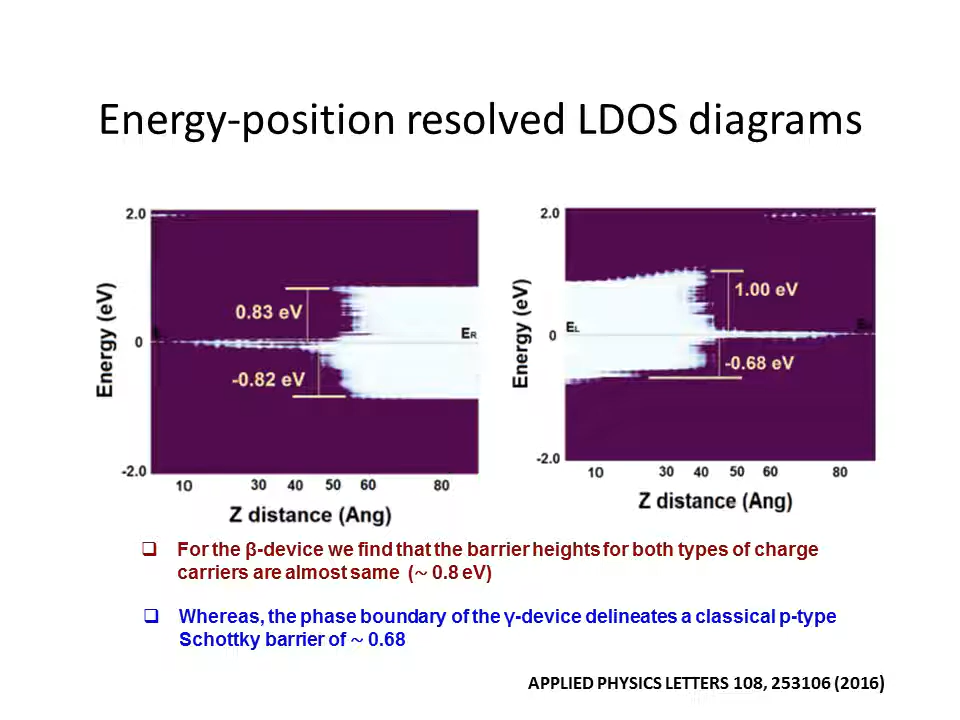 Energy-position resolved LDOS diagrams
2.0
0
-2.0
Energy (eV)
0.83 eV
-0.82 eV
ER
10 30 40 50 60 80
Z distance (Ang)
2.0
0
-2.0
Energy (eV)
EL
1.00 eV
-0.68 eV
10 30 40 50 60 80
Z distance (Ang)
For the β-device we find that the barrier heights for both types of charge
carriers are almost same (~ 0.8 eV)
Whereas, the phase boundary of the γ-device delineates a classical p-type
Schottky barrier of ~ 0.68
APPLIED PHYSICS LETTERS 108, 253106 (2016)